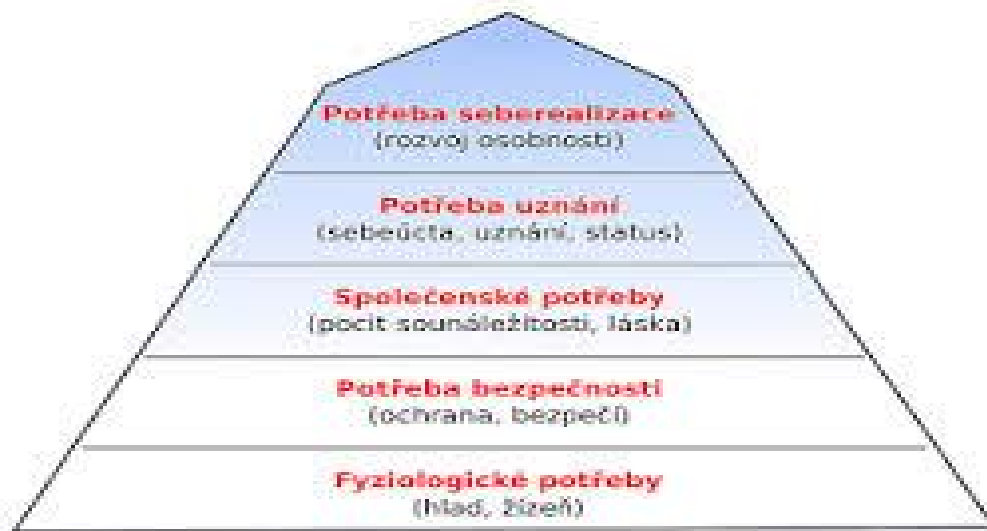 Potřeba seberealizace
(rozvoj osobnosti)
Potřeba uznání
(sebeúcta, uznání, status)
Společenské potřeby
(pocit sounáležitosti, láska)
Potřeba bezpečnosti
(ochrana, bezpečí)
Fyziologické potřeby
(hlad, žízeň)